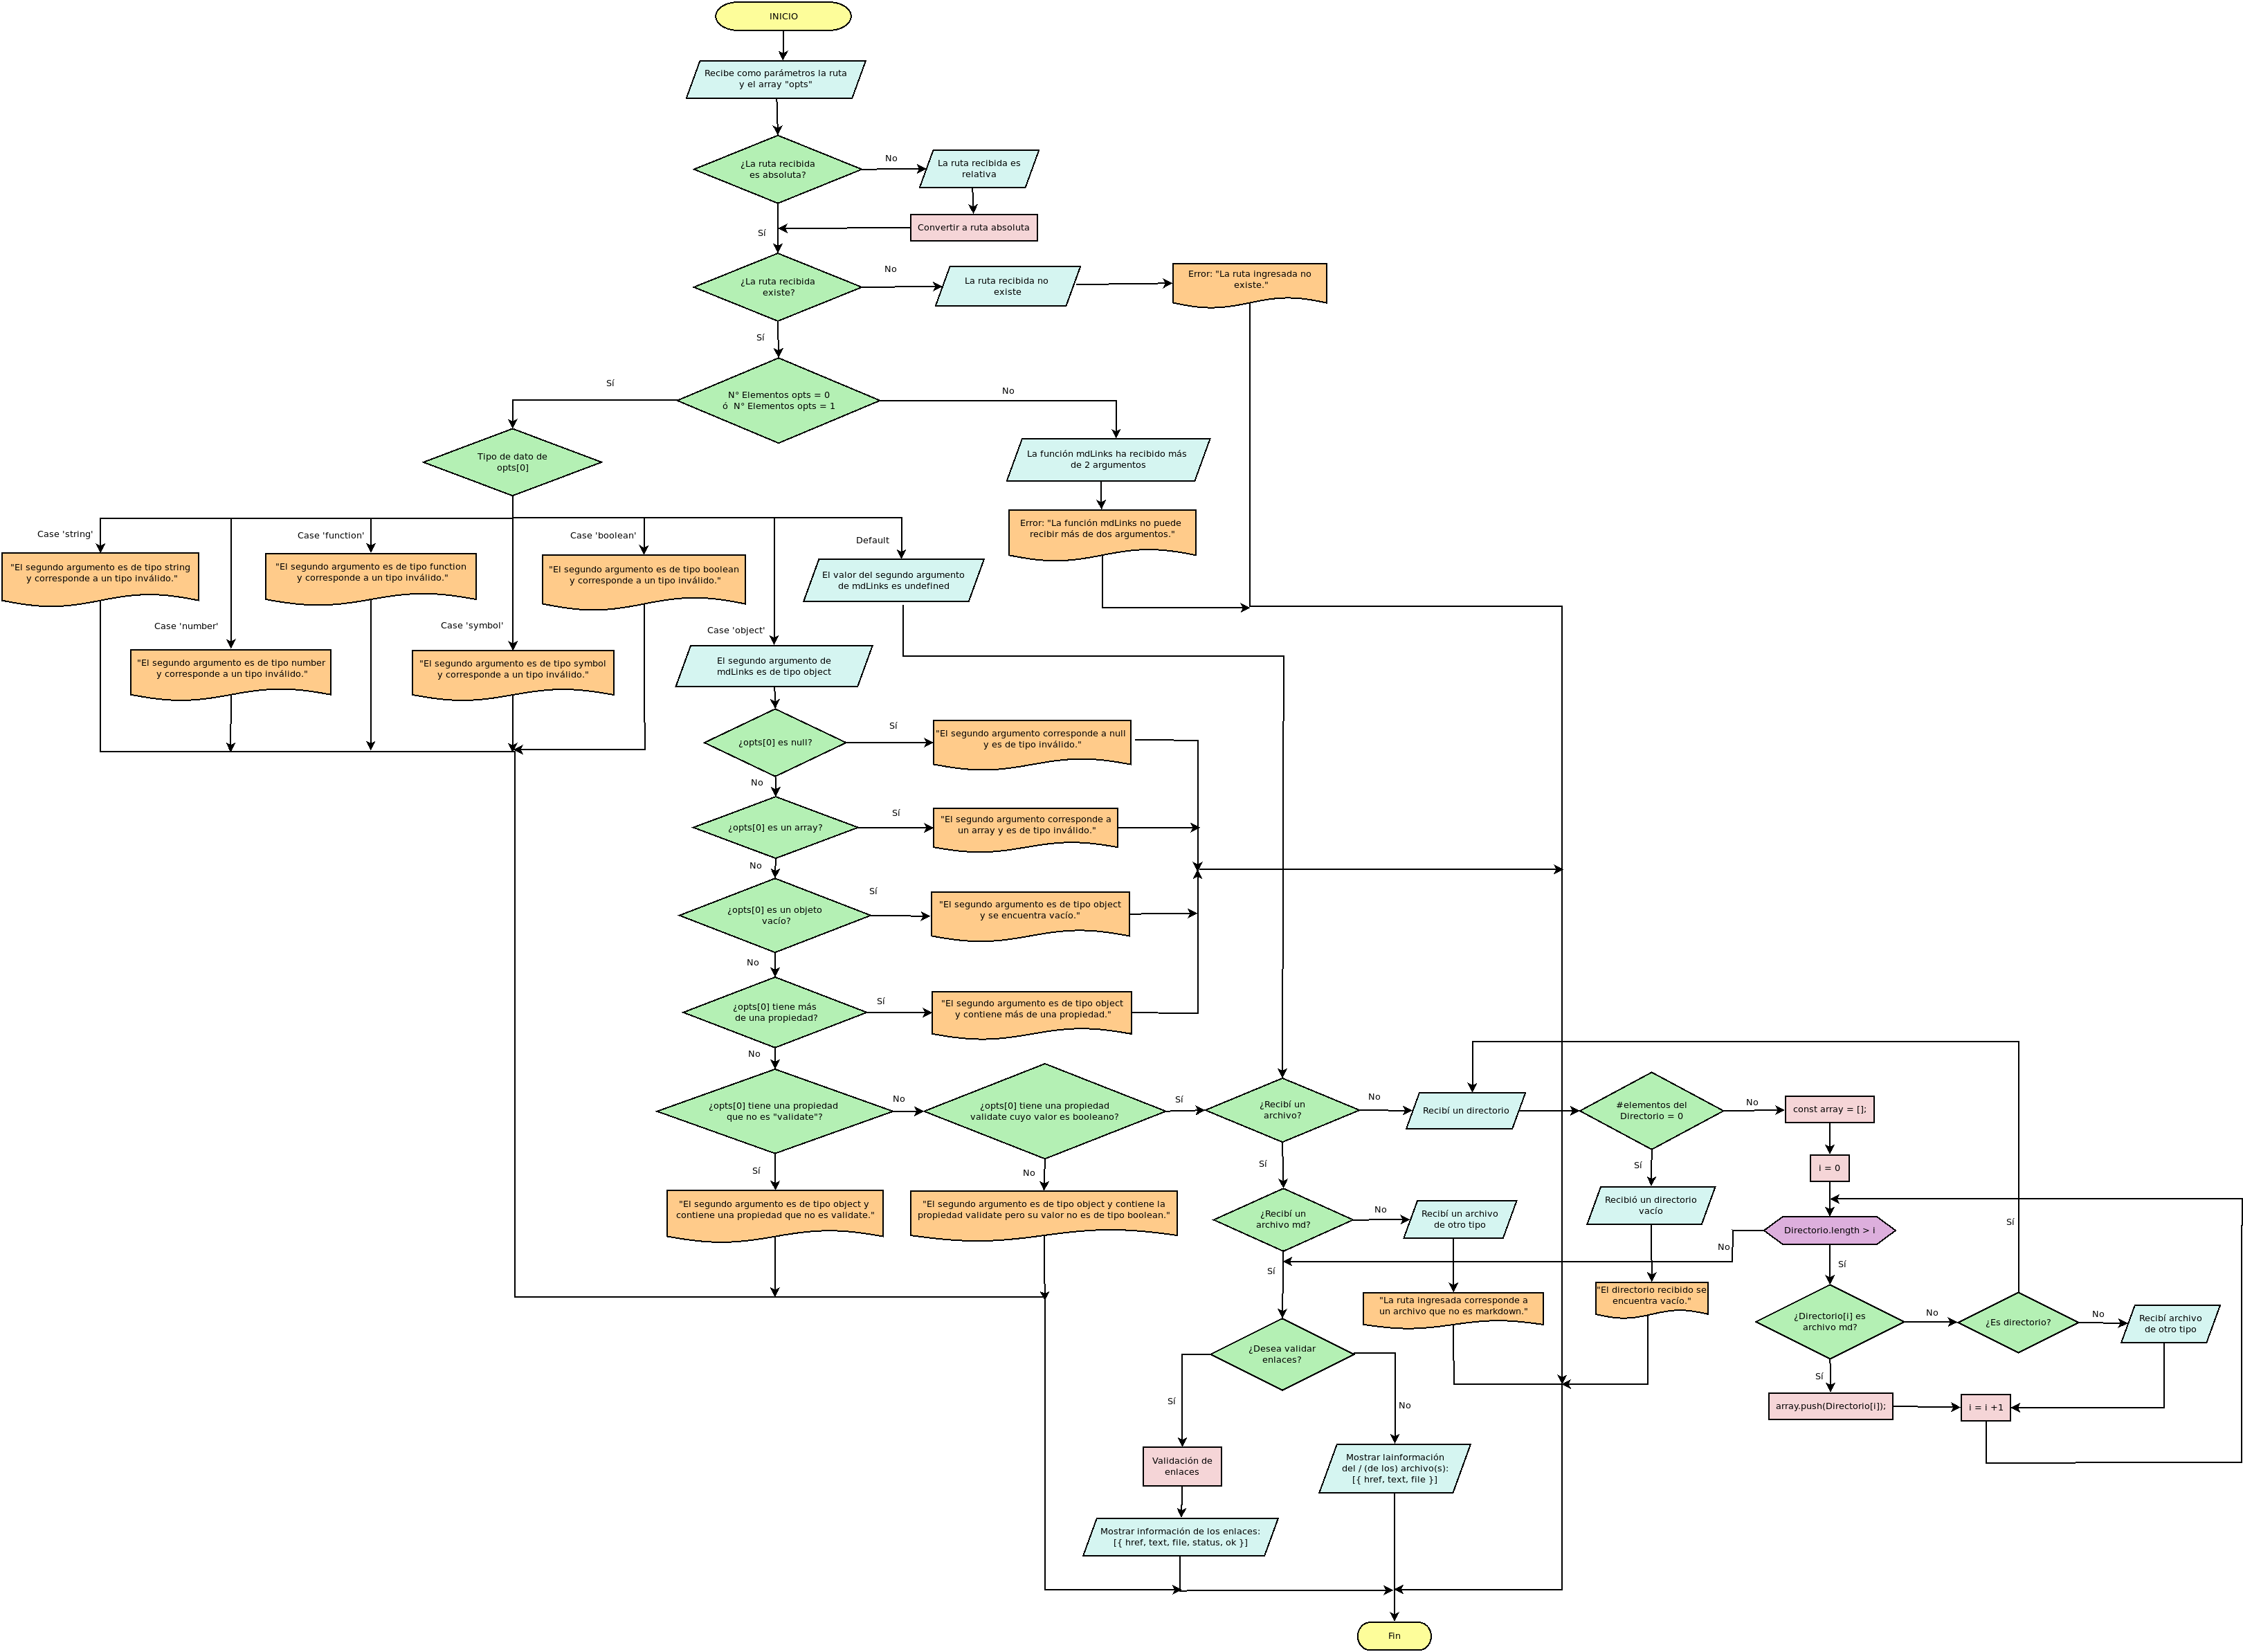 INICIO
Recibe como parámetros la ruta
y el array "opts"
¿La ruta recibida
es absoluta?
No
La ruta recibida es
relativa
Convertir a ruta absoluta
Sí
¿La ruta recibida
existe?
No
La ruta recibida no
existe
Error: "La ruta ingresada no
existe."
Sí
N° Elementos opts = 0
ó N° Elementos opts = 1
Sí
No
Tipo de dato de
opts[0]
La función mdLinks ha recibido más
de 2 argumentos
Error: "La función mdLinks no puede
recibir más de dos argumentos."
Case 'string'
"El segundo argumento es de tipo string
y corresponde a un tipo inválido."
Case 'number'
"El segundo argumento es de tipo number
y corresponde a un tipo inválido."
Case 'function'
"El segundo argumento es de tipo function
y corresponde a un tipo inválido."
Case 'symbol'
"El segundo argumento es de tipo symbol
y corresponde a un tipo inválido."
Case 'boolean'
"El segundo argumento es de tipo boolean
y corresponde a un tipo inválido."
Case 'object'
El segundo argumento de
mdLinks es de tipo object
Default
El valor del segundo argumento
de mdLinks es undefined
¿opts[0] es null?
Sí
"El segundo argumento corresponde a null
y es de tipo inválido."
No
¿opts[0] es un array?
Sí
"El segundo argumento corresponde a
un array y es de tipo inválido."
No
¿opts[0] es un objeto
vacío?
Sí
"El segundo argumento es de tipo object
y se encuentra vacío."
No
¿opts[0] tiene más
de una propiedad?
Sí
"El segundo argumento es de tipo object
y contiene más de una propiedad."
No
¿opts[0] tiene una propiedad
que no es "validate"?
No
¿opts[0] tiene una propiedad
validate cuyo valor es booleano?
Sí
¿Recibí un
archivo?
No
Recibí un directorio
#elementos del
Directorio = 0
No
const array = [];
i = 0
Sí
"El segundo argumento es de tipo object y
contiene una propiedad que no es validate."
No
"El segundo argumento es de tipo object y contiene la
propiedad validate pero su valor no es de tipo boolean."
Sí
¿Recibí un
archivo md?
No
Recibí un archivo
de otro tipo
"La ruta ingresada corresponde a
un archivo que no es markdown."
Sí
Recibió un directorio
vacío
"El directorio recibido se
encuentra vacío."
Directorio.length > i
No
Sí
¿Directorio[i] es
archivo md?
No
¿Es directorio?
Sí
No
Recibí archivo
de otro tipo
Sí
array.push(Directorio[i]);
i = i +1
Sí
¿Desea validar
enlaces?
Sí
No
Validación de
enlaces
Mostrar información de los enlaces:
[{ href, text, file, status, ok }]
Mostrar lainformación
del / (de los) archivo(s):
[{ href, text, file }]
Fin